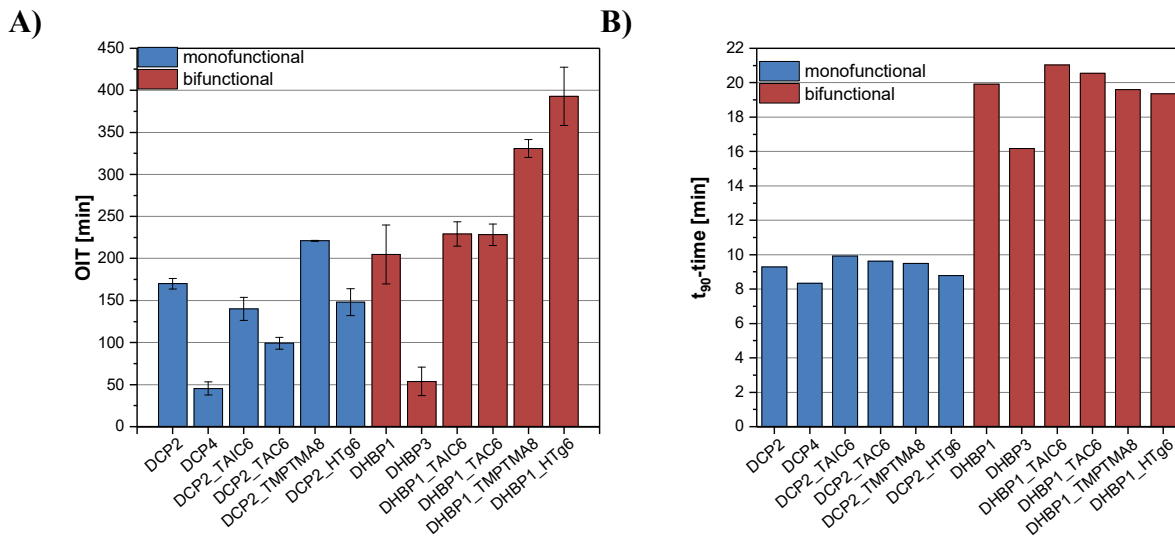 A)
450
400
350
300
250
200
150
100
50
0
OIT [min]
monofunctional
bifunctional
DCP2
DCP4
DCP2_TAIC6
DCP2_TAC6
DCP2_TMPTMA8
DCP2_HTg6
DHBP1
DHBP3
DHBP1_TAIC6
DHBP1_TAC6
DHBP1_TMPTMA8
DHBP1_HTg6
B)
22
20
18
16
14
12
10
8
6
4
2
0
t90-time [min]
monofunctional
bifunctional
DCP2
DCP4
DCP2_TAIC6
DCP2_TAC6
DCP2_TMPTMA8
DCP2_HTg6
DHBP1
DHBP3
DHBP1_TAIC6
DHBP1_TAC6
DHBP1_TMPTMA8
DHBP1_HTg6